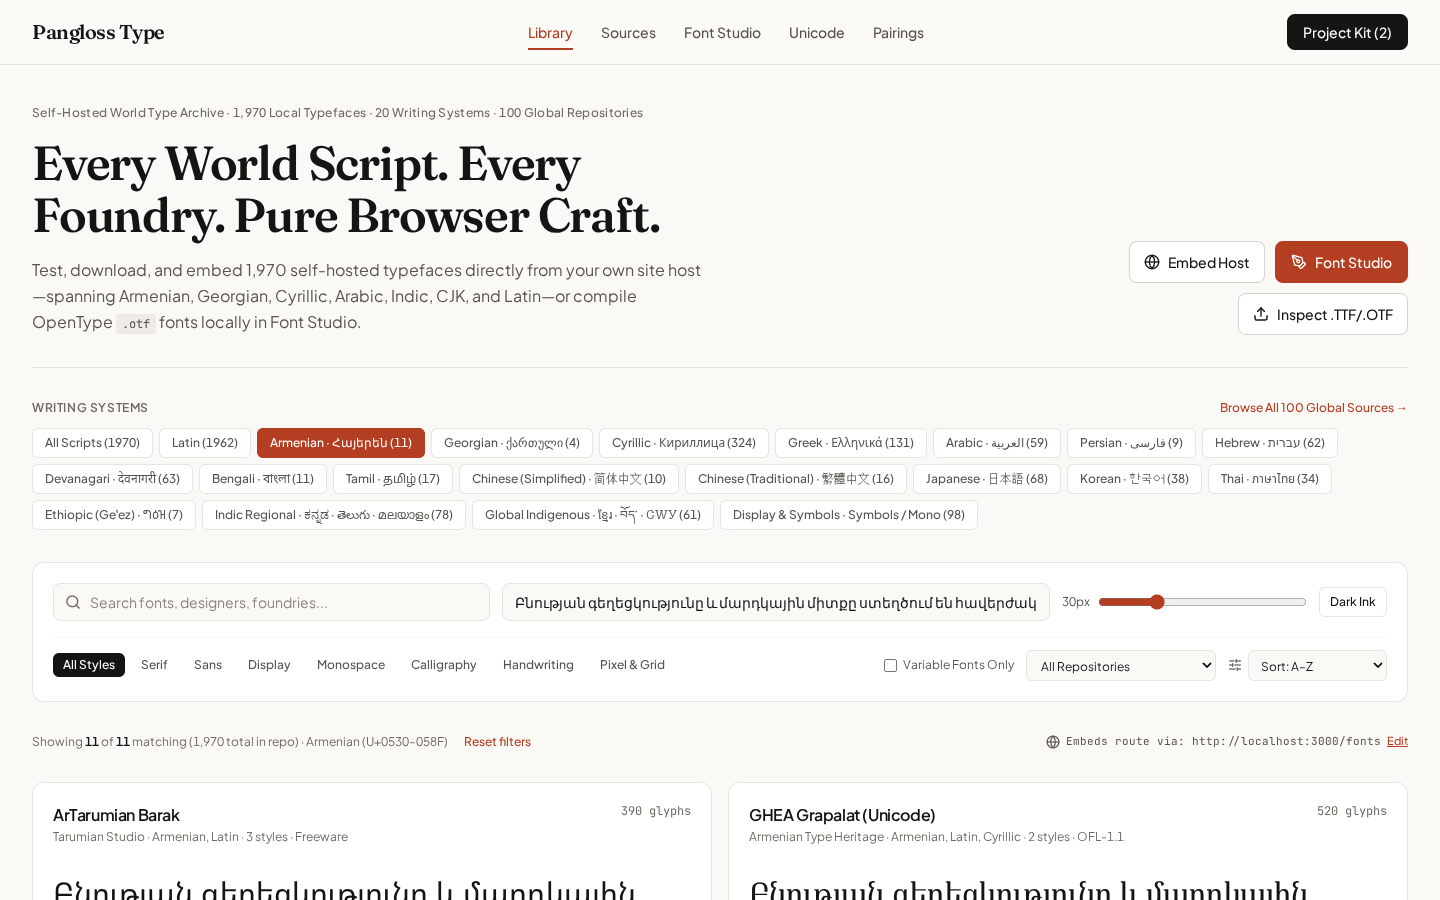 Pangloss Type
Library
Sources
Font Studio
Unicode
Pairings
Project Kit (2)
Self-Hosted World Type Archive · 1,970 Local Typefaces · 20 Writing Systems · 100 Global Repositories
Every World Script. Every
Foundry. Pure Browser Craft.
Test, download, and embed 1,970 self-hosted typefaces directly from your own site host
—spanning Armenian, Georgian, Cyrillic, Arabic, Indic, CJK, and Latin—or compile
OpenType .otf fonts locally in Font Studio.
Embed Host
Font Studio
Inspect .TTF/.OTF
WRITING SYSTEMS
Browse All 100 Global Sources →
All Scripts (1970)
Latin (1962)
Armenian · Հայերեն (11)
Georgian · ქართული (4)
Cyrillic · Кириллица (324)
Greek · Ελληνικά (131)
Arabic · العربية (59)
Persian · فارسی (9)
Hebrew · עברית (62)
Devanagari · देवनागरी (63)
Bengali · বাংলা (11)
Tamil · தமிழ் (17)
Chinese (Simplified) · 简体中文 (10)
Chinese (Traditional) · 繁體中文 (16)
Japanese · 日本語 (68)
Korean · 한국어 (38)
Thai · ภาษาไทย (34)
Ethiopic (Ge'ez) · ግዕዝ (7)
Indic Regional · ಕನ್ನಡ · తెలుగు · മലയാളം (78)
Global Indigenous · ខ្មែរ · བོད་ · ᏣᎳᎩ (61)
Display & Symbols · Symbols / Mono (98)
Search fonts, designers, foundries...
Բնության գեղեցկությունը և մարդկային միտքը ստեղծում են հավերժակ
30px
Dark Ink
All Styles
Serif
Sans
Display
Monospace
Calligraphy
Handwriting
Pixel & Grid
Variable Fonts Only
All Repositories
Sort: A–Z
Showing 11 of 11 matching (1,970 total in repo) · Armenian (U+0530–058F)
Reset filters
Embeds route via: http://localhost:3000/fonts
Edit
ArTarumian Barak
390 glyphs
Tarumian Studio · Armenian, Latin · 3 styles · Freeware
Բնության գեղեցկությունը և մարդկային
GHEA Grapalat (Unicode)
520 glyphs
Armenian Type Heritage · Armenian, Latin, Cyrillic · 2 styles · OFL-1.1
Բնության գեղեցկությունը և մարդկային